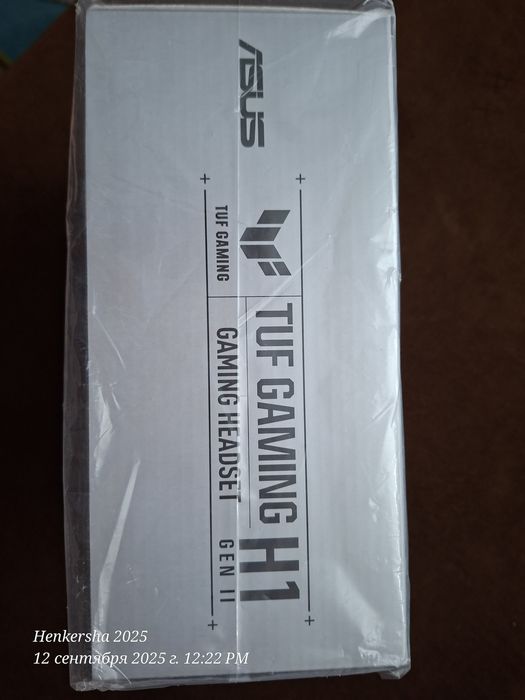 ASUS
TUF GAMING
TUF GAMING H1
GAMING HEADSET
GEN II
Henkersha 2025
12 сентября 2025 г. 12:22 PM